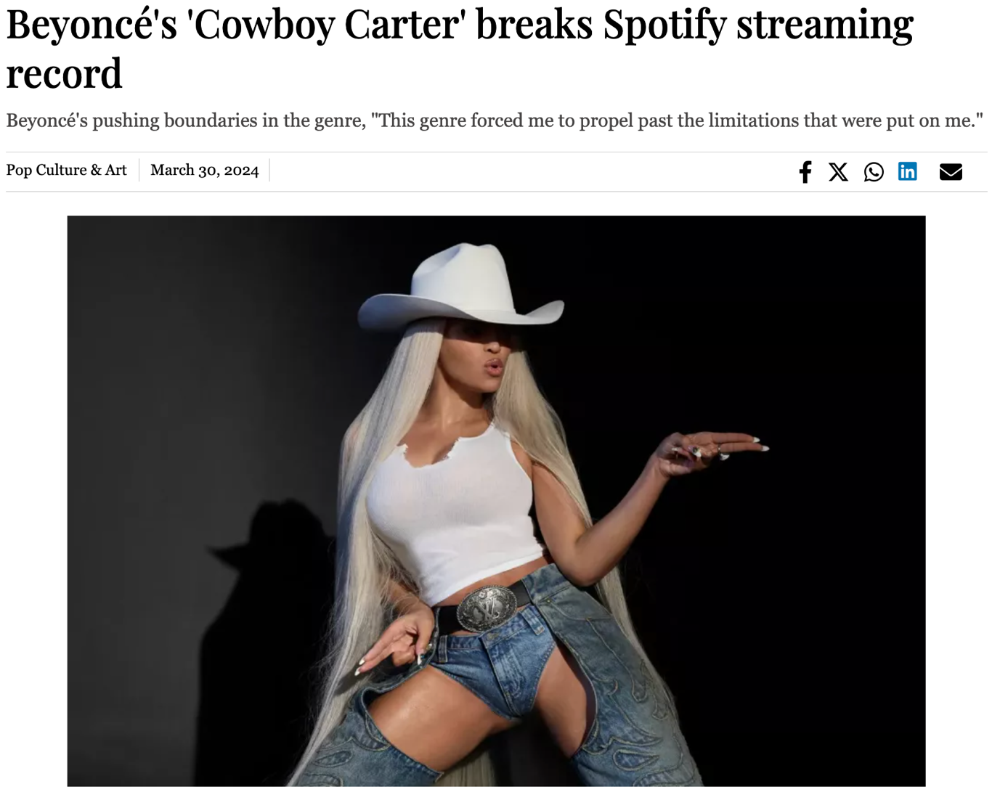 Beyoncé's 'Cowboy Carter' breaks Spotify streaming
record
Beyoncé's pushing boundaries in the genre, "This genre forced me to propel past the limitations that were put on me."
Pop Culture & Art
March 30, 2024
in